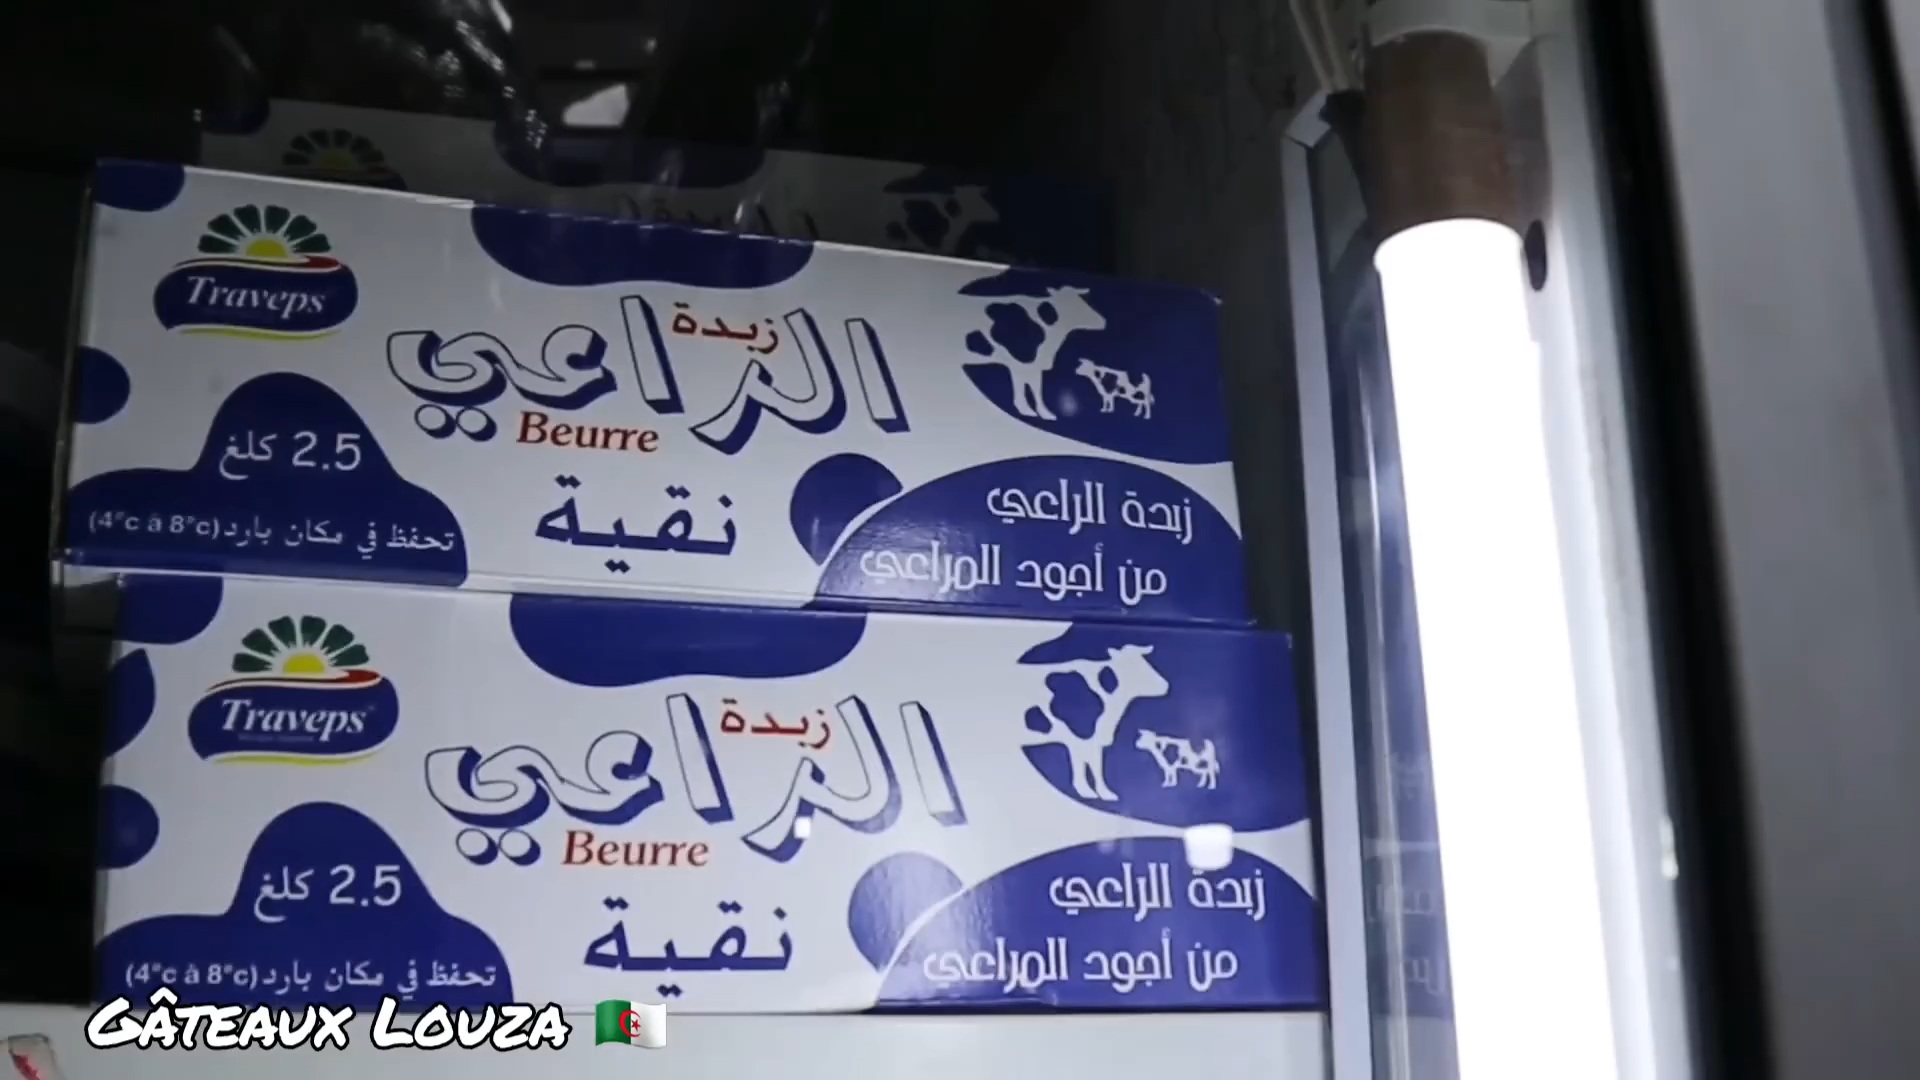 Traveps
زبدة
الراعي
Beurre
نقية
2.5 كلغ
تحفظ في مكان بارد (4°c à 8°c)
زبدة الراعي
من أجود المراعي
Traveps
زبدة
الراعي
Beurre
نقية
2.5 كلغ
تحفظ في مكان بارد (4°c à 8°c)
زبدة الراعي
من أجود المراعي
Gâteaux Louza